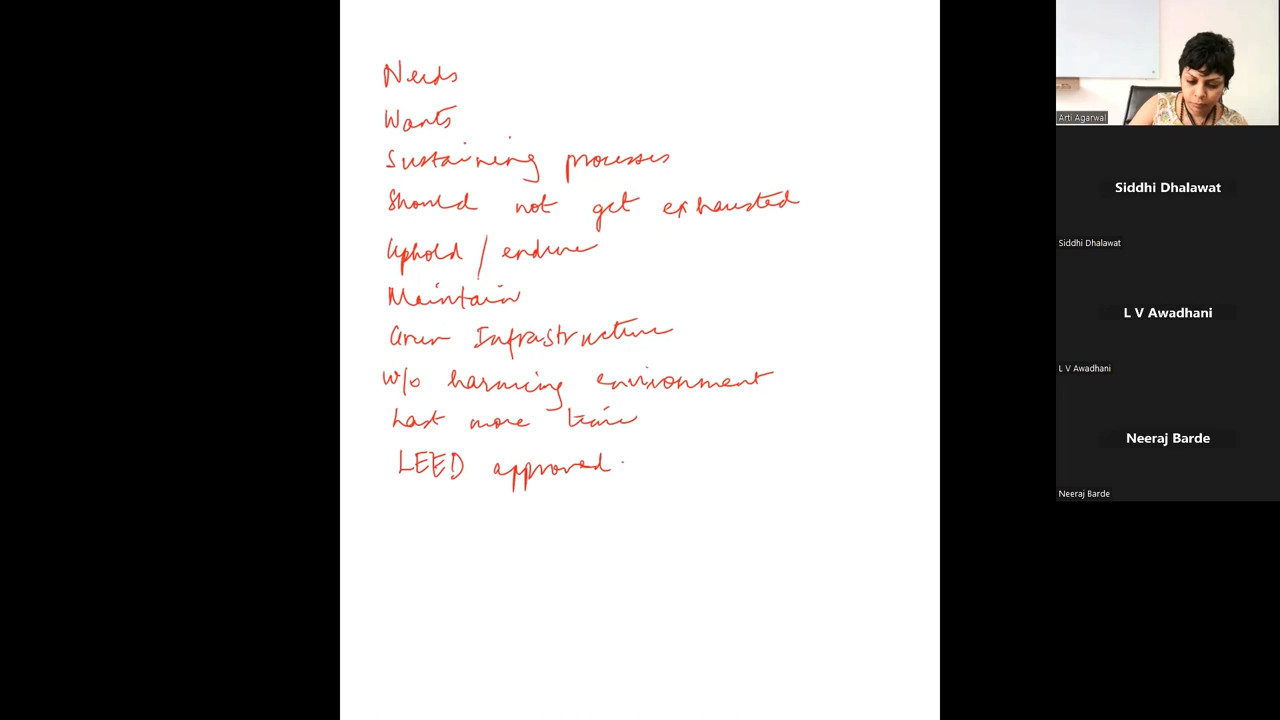 Needs
Wants
Sustaining processes
Should not get exhausted
Uphold / endure
Maintain
Green Infrastructure
w/o harming environment
Last more time
LEED approved.
Arti Agarwal
Siddhi Dhalawat
Siddhi Dhalawat
L V Awadhani
L V Awadhani
Neeraj Barde
Neeraj Barde